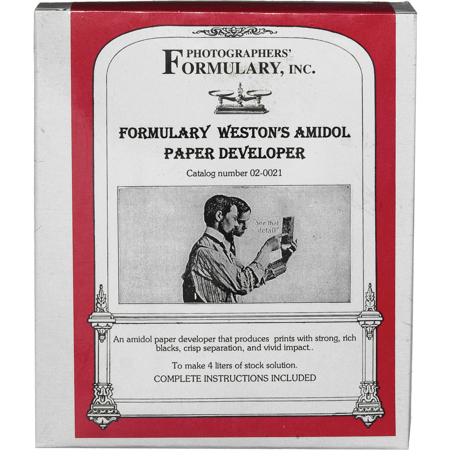 PHOTOGRAPHERS'
FORMULARY, INC.
FORMULARY WESTON'S AMIDOL
PAPER DEVELOPER
Catalog number 02-0021
See that
detail?
An amidol paper developer that produces prints with strong, rich
blacks, crisp separation, and vivid impact..
To make 4 liters of stock solution.
COMPLETE INSTRUCTIONS INCLUDED